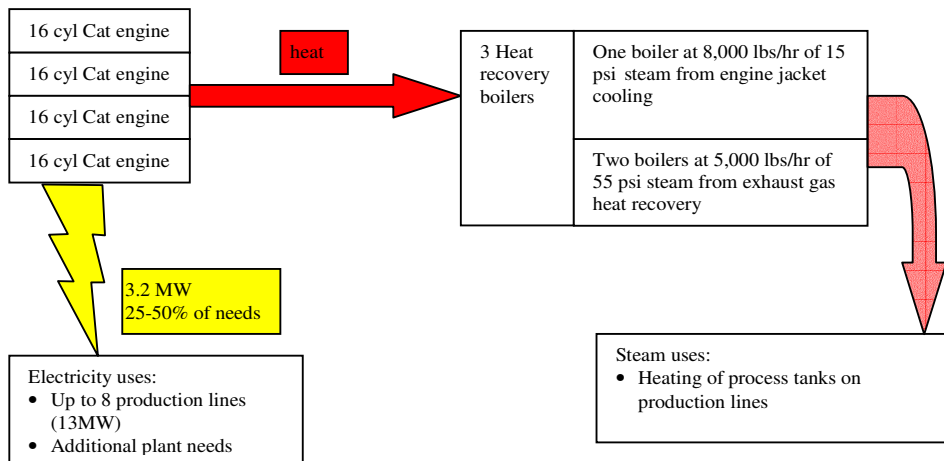 16 cyl Cat engine
16 cyl Cat engine
16 cyl Cat engine
16 cyl Cat engine
heat
3 Heat
recovery
boilers
One boiler at 8,000 lbs/hr of 15
psi steam from engine jacket
cooling
Two boilers at 5,000 lbs/hr of
55 psi steam from exhaust gas
heat recovery
3.2 MW
25-50% of needs
Electricity uses:
• Up to 8 production lines
(13MW)
• Additional plant needs
Steam uses:
• Heating of process tanks on
production lines